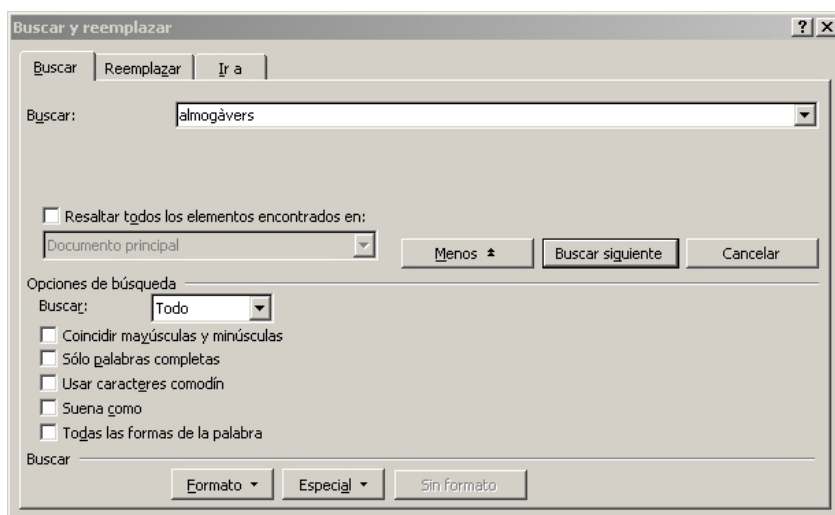 Buscar y reemplazar
Buscar Reemplazar Ir a
Buscar: almogàvers
Resaltar todos los elementos encontrados en:
Documento principal Menos Buscar siguiente Cancelar
Opciones de búsqueda
Buscar: Todo
Coincidir mayúsculas y minúsculas
Sólo palabras completas
Usar caracteres comodín
Suena como
Todas las formas de la palabra
Buscar
Formato Especial Sin formato